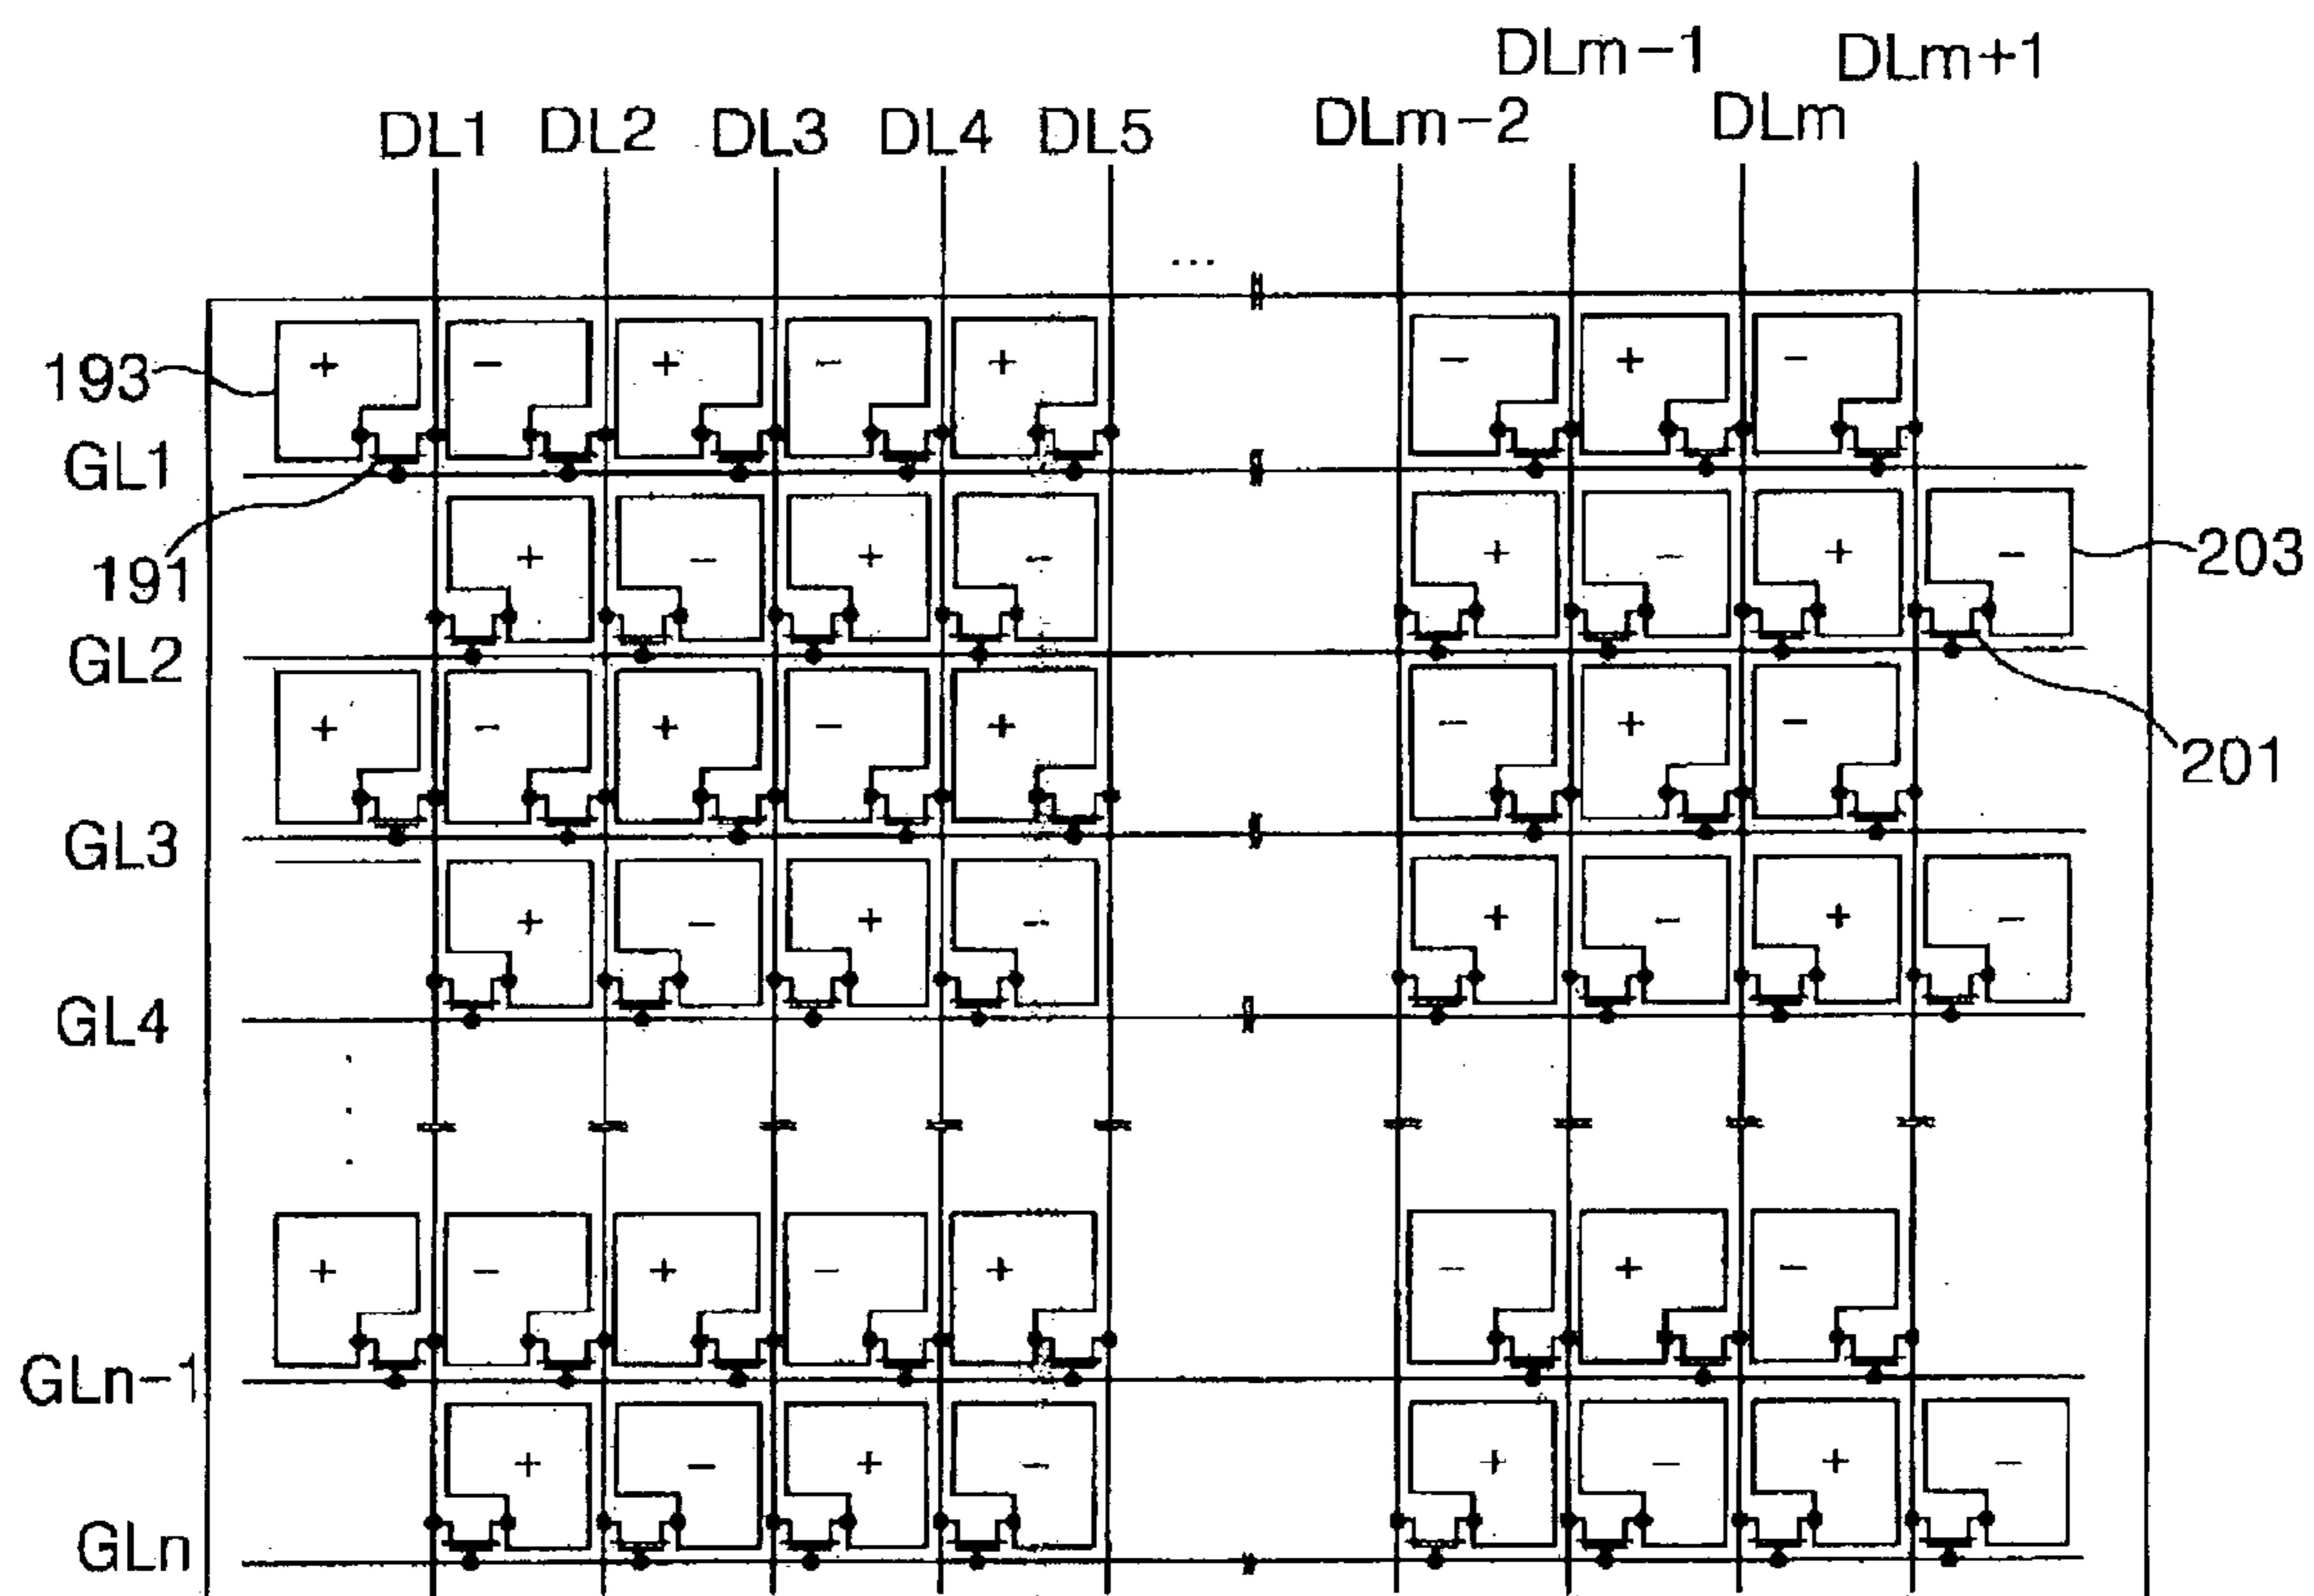 DLm-1 DLm+1
DL1 DL2 DL3 DL4 DL5 DLm-2 DLm
...
+ - + - + - + -
193
GL1
+ - + - + - + -
203
191
GL2
+ - + - + - + -
201
GL3
+ - + - + - + -
GL4
+ - + - + - + -
GLn-1
+ - + - + - + -
GLn